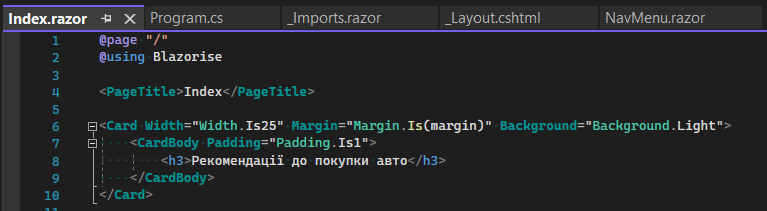 Index.razor Program.cs _Imports.razor _Layout.cshtml NavMenu.razor
1 @page "/"
2 @using Blazorise
3
4 <PageTitle>Index</PageTitle>
5
6 <Card Width="Width.Is25" Margin="Margin.Is(margin)" Background="Background.Light">
7 <CardBody Padding="Padding.Is1">
8 <h3>Рекомендації до покупки авто</h3>
9 </CardBody>
10 </Card>
11